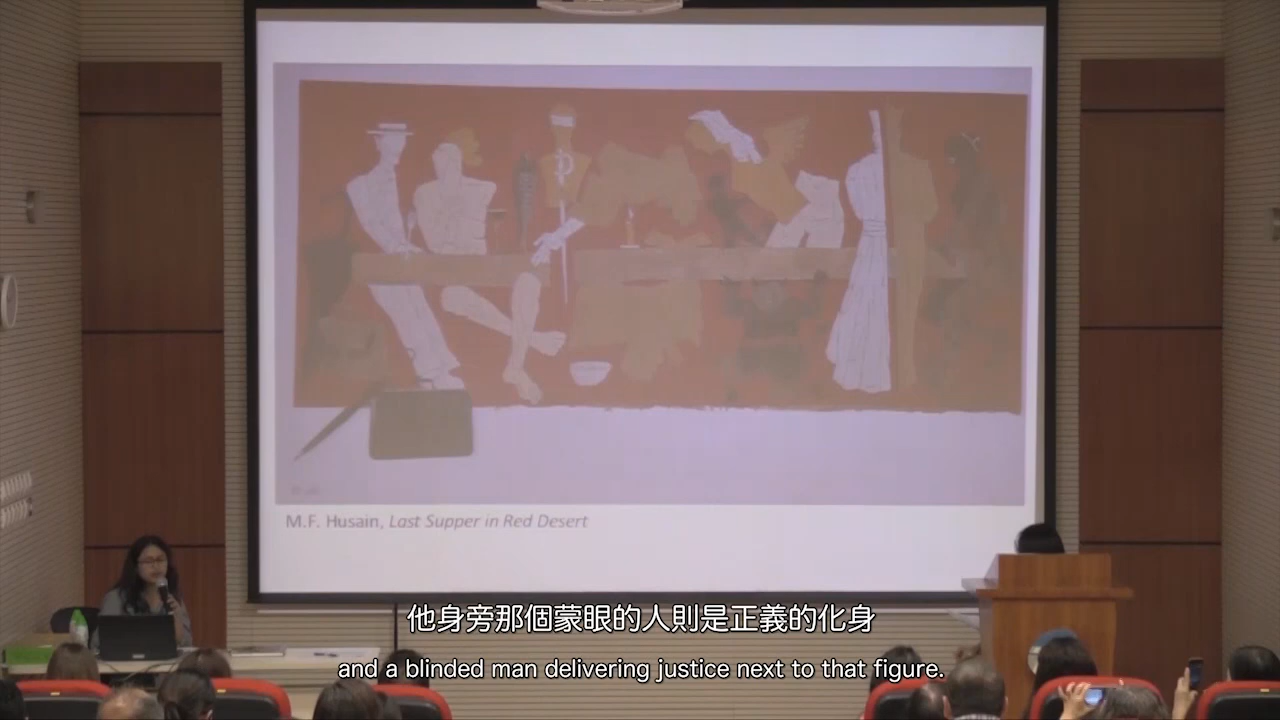 M.F. Husain, Last Supper in Red Desert
他身旁那個蒙眼的人則是正義的化身
and a blinded man delivering justice next to that figure.